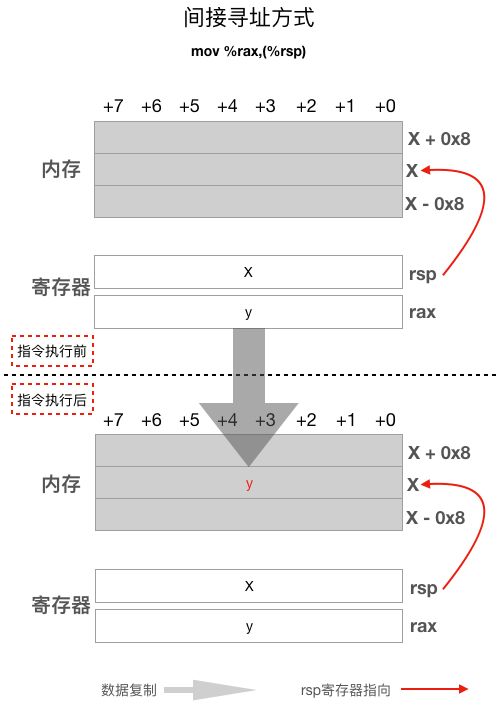 间接寻址方式
mov %rax,(%rsp)
+7 +6 +5 +4 +3 +2 +1 +0
X + 0x8
内存 X
X - 0x8
X rsp
寄存器
y rax
指令执行前
指令执行后
+7 +6 +5 +4 +3 +2 +1 +0
X + 0x8
内存 y X
X - 0x8
X rsp
寄存器
y rax
数据复制 rsp寄存器指向